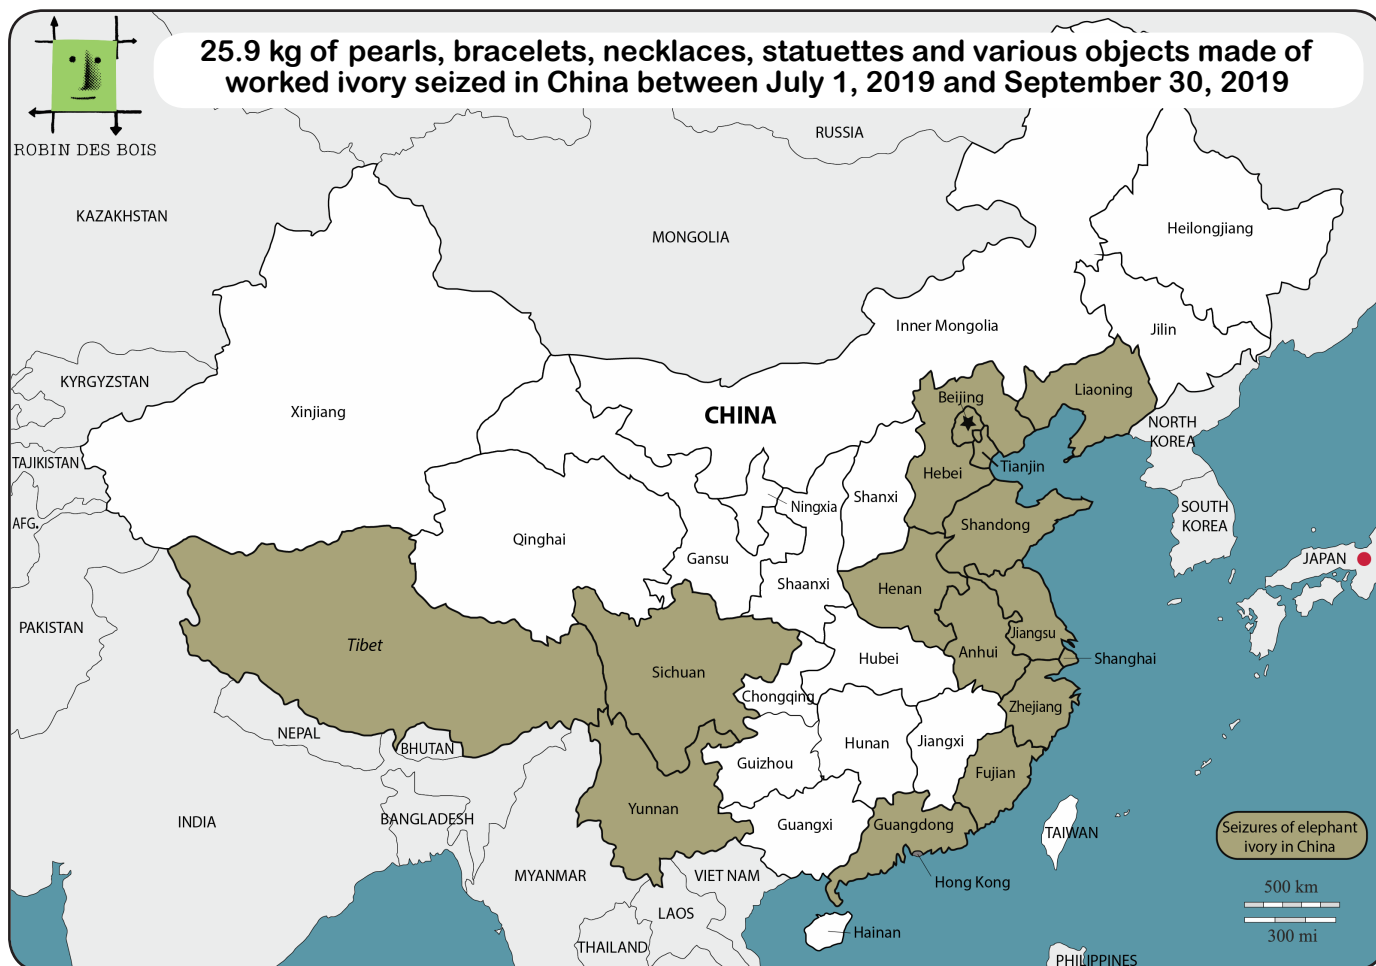 25.9 kg of pearls, bracelets, necklaces, statuettes and various objects made of
worked ivory seized in China between July 1, 2019 and September 30, 2019
ROBIN DES BOIS
RUSSIA
KAZAKHSTAN
MONGOLIA
Heilongjiang
Inner Mongolia
Jilin
KYRGYZSTAN
Xinjiang
CHINA
Beijing
Liaoning
NORTH
KOREA
TAJIKISTAN
Hebei
Tianjin
Ningxia
Shanxi
SOUTH
KOREA
AFG.
Qinghai
Gansu
Shandong
JAPAN
Shaanxi
Henan
PAKISTAN
Tibet
Sichuan
Hubei
Anhui
Jiangsu
Shanghai
Chongqing
Zhejiang
NEPAL
BHUTAN
Guizhou
Hunan
Jiangxi
Fujian
INDIA
BANGLADESH
Yunnan
Guangxi
Guangdong
TAIWAN
Seizures of elephant
ivory in China
MYANMAR
VIET NAM
Hong Kong
500 km
LAOS
THAILAND
Hainan
300 mi
PHILIPPINES